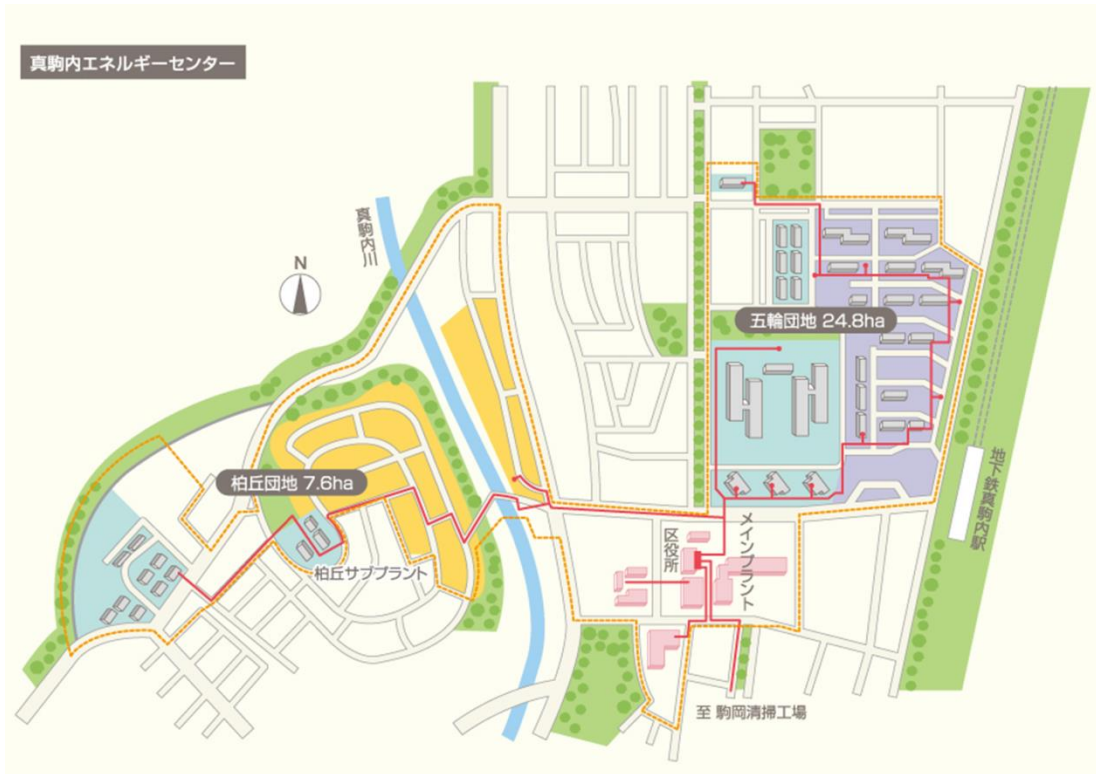 真駒内エネルギーセンター
真駒内川
N
五輪団地 24.8ha
柏丘団地 7.6ha
地下鉄真駒内駅
メインプラント
区役所
柏丘サブプラント
至 駒岡清掃工場